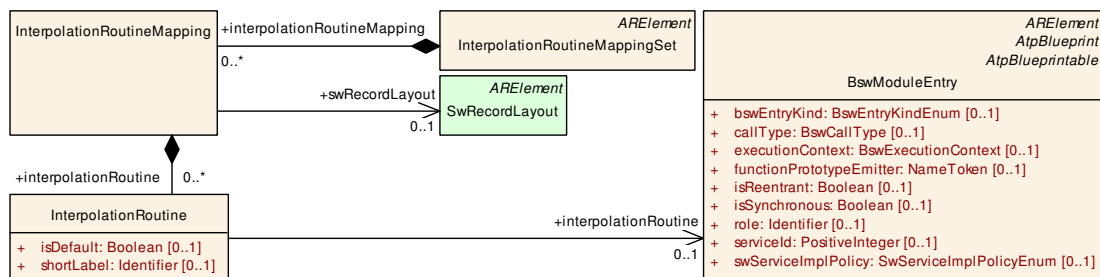 InterpolationRoutineMapping
+interpolationRoutineMapping
0..*
ARElement
InterpolationRoutineMappingSet
+swRecordLayout
0..1
ARElement
SwRecordLayout
+interpolationRoutine
0..*
InterpolationRoutine
+ isDefault: Boolean [0..1]
+ shortLabel: Identifier [0..1]
+interpolationRoutine
0..1
ARElement
AtpBlueprint
AtpBlueprintable
BswModuleEntry
+ bswEntryKind: BswEntryKindEnum [0..1]
+ callType: BswCallType [0..1]
+ executionContext: BswExecutionContext [0..1]
+ functionPrototypeEmitter: NameToken [0..1]
+ isReentrant: Boolean [0..1]
+ isSynchronous: Boolean [0..1]
+ role: Identifier [0..1]
+ serviceId: PositiveInteger [0..1]
+ swServiceImplPolicy: SwServiceImplPolicyEnum [0..1]